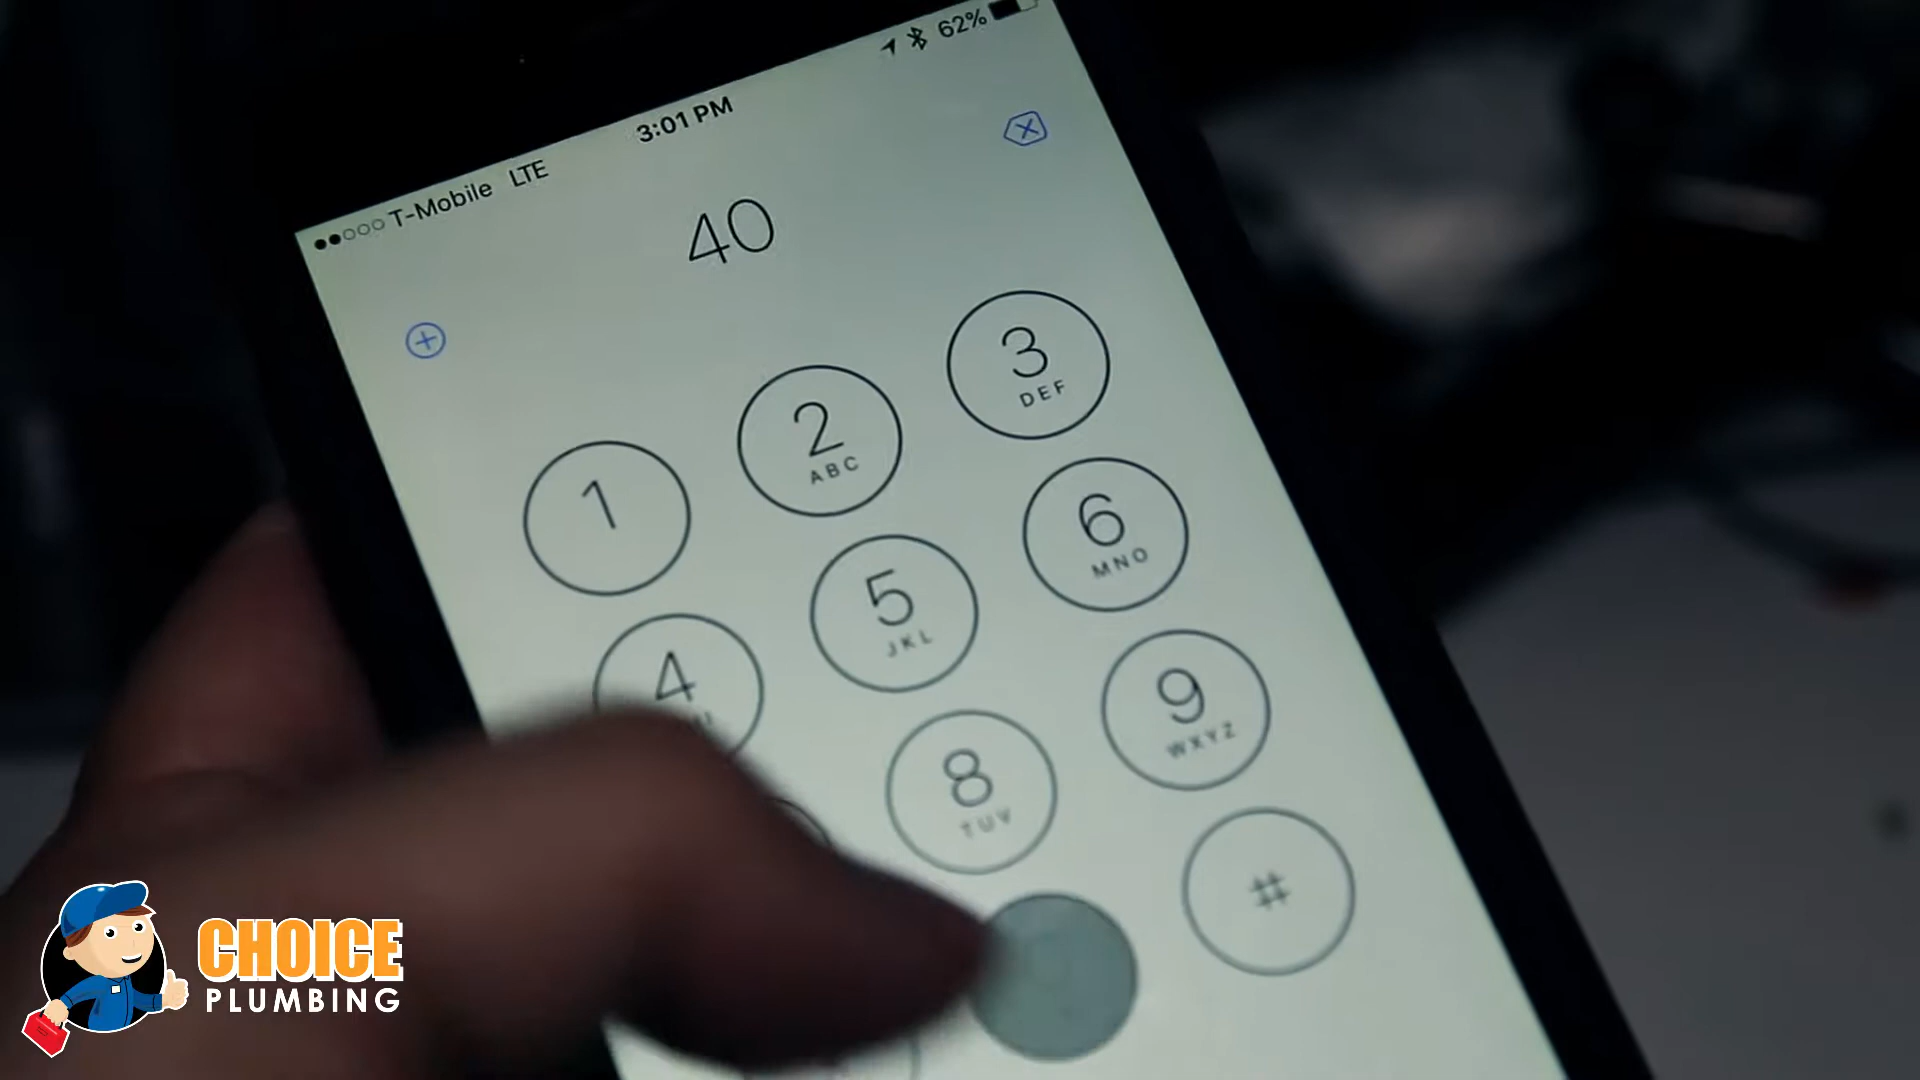 T-Mobile LTE
3:01 PM
62%
40
1
2
ABC
3
DEF
4
5
JKL
6
MNO
8
TUV
9
WXYZ
#
CHOICE
PLUMBING